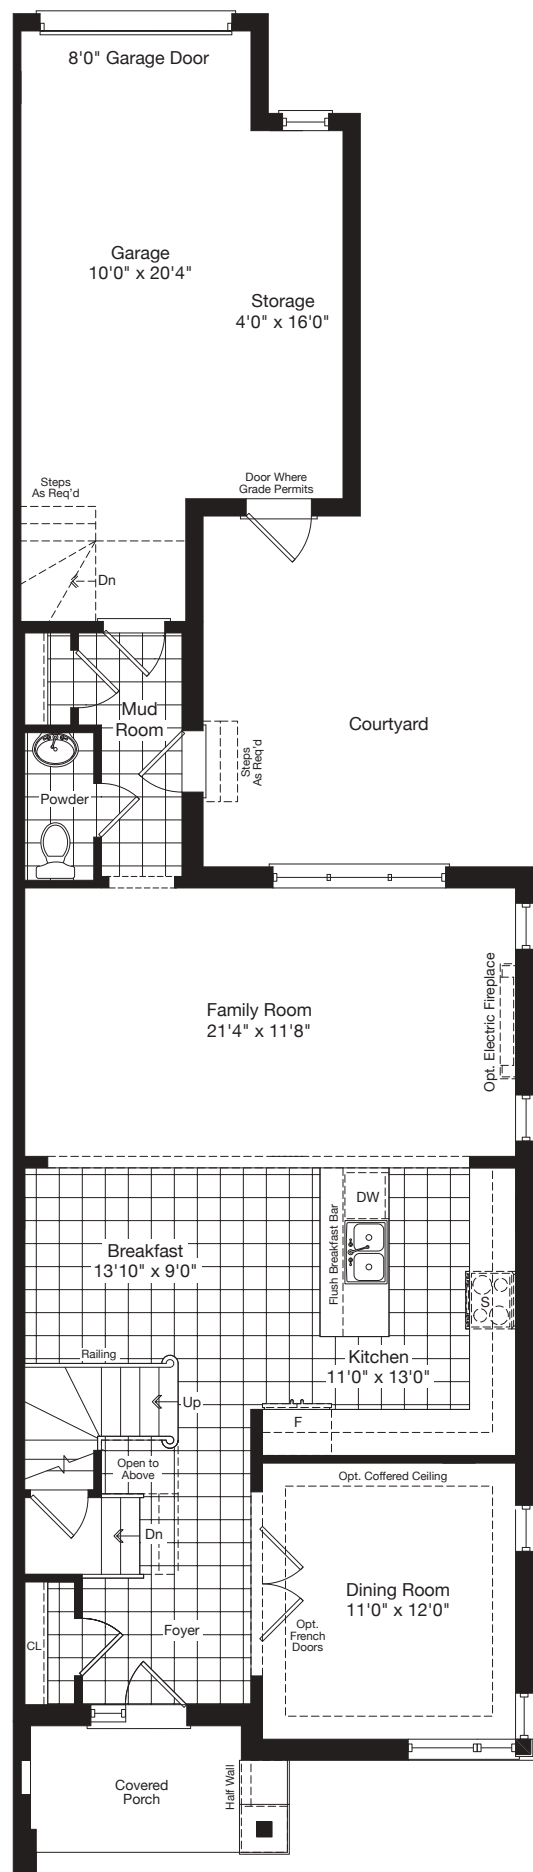 8'0" Garage Door
Garage
10'0" x 20'4"
Storage
4'0" x 16'0"
Steps
As Req'd
Door Where
Grade Permits
Dn
Mud
Room
Courtyard
Steps
As Req'd
Powder
Family Room
21'4" x 11'8"
Opt. Electric Fireplace
DW
Flush Breakfast Bar
Breakfast
13'10" x 9'0"
S
Railing
Kitchen
11'0" x 13'0"
Up
F
Open to
Above
Opt. Coffered Ceiling
Dn
Dining Room
11'0" x 12'0"
Opt.
French
Doors
Foyer
CL
Covered
Porch
Half Wall